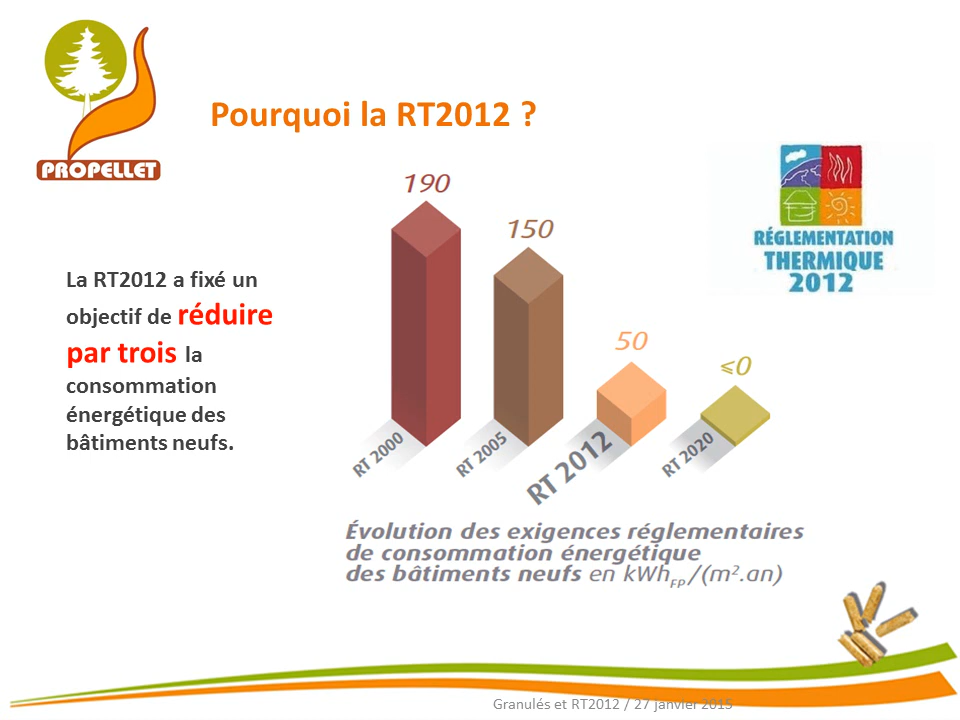 PROPELLET
Pourquoi la RT2012 ?
La RT2012 a fixé un
objectif de réduire
par trois la
consommation
énergétique des
bâtiments neufs.
190
150
50
⩽0
RT 2000
RT 2005
RT 2012
RT 2020
RÉGLEMENTATION
THERMIQUE
2012
Évolution des exigences réglementaires
de consommation énergétique
des bâtiments neufs en kWhEP/(m².an)
Granulés et RT2012 / 27 janvier 2015